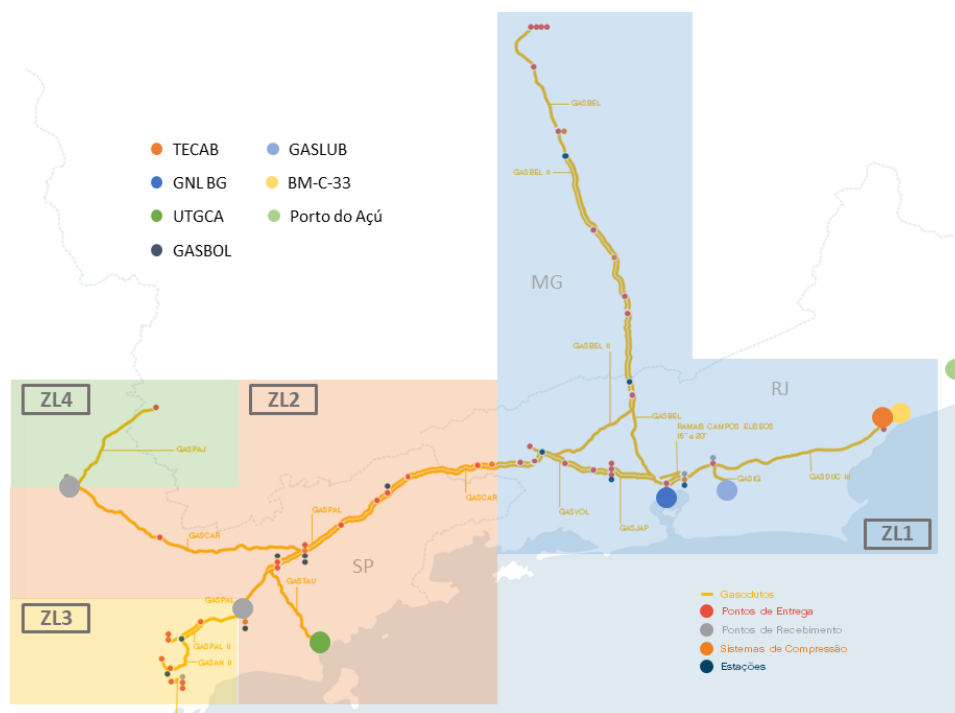 GASBEL
TECAB
GASLUB
GASBEL II
GNL BG
BM-C-33
UTGCA
Porto do Açú
GASBOL
MG
GASBEL II
ZL4
ZL2
RJ
GASBEL
RAMAIS CAMPOS ELÍSEOS
16" e 20"
GASPAJ
GASCAR
GASDUC III
GASIG
GASPAL
GASVOL
GASJAP
GASCAR
ZL1
SP
GASTAU
GASPAL
Gasodutos
ZL3
Pontos de Entrega
Pontos de Recebimento
GASPAL II
Sistemas de Compressão
GASAN II
Estações